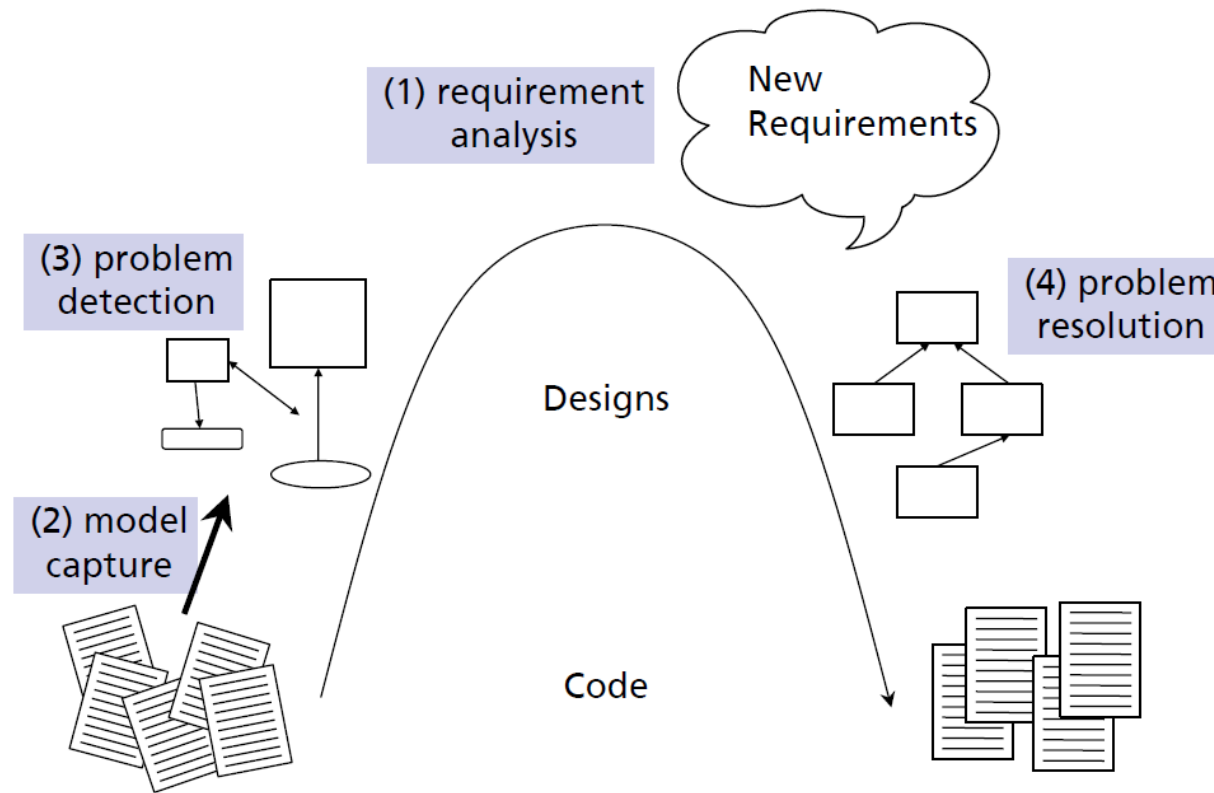 (1) requirement
analysis
New
Requirements
(3) problem
detection
(4) problem
resolution
Designs
(2) model
capture
Code